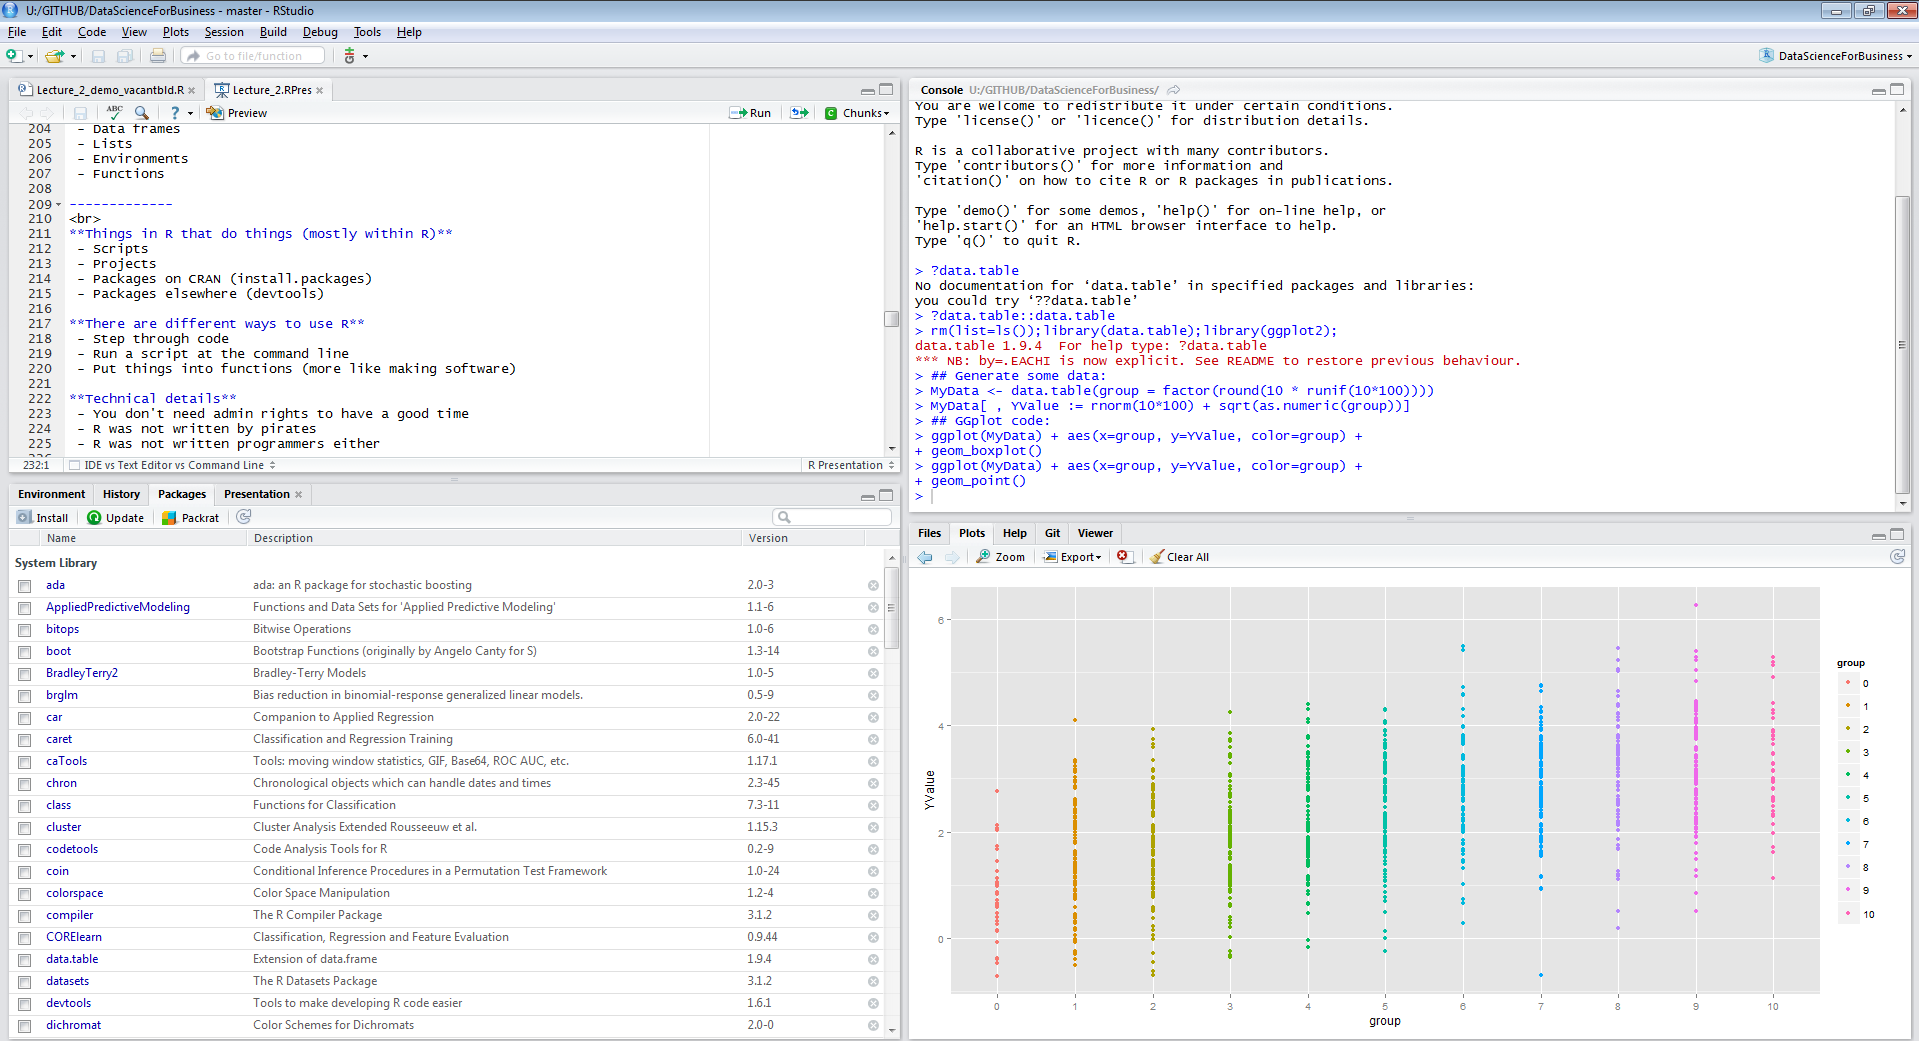 U:/GITHUB/DataScienceForBusiness - master - RStudio
File Edit Code View Plots Session Build Debug Tools Help
Go to file/function
DataScienceForBusiness
Lecture_2_demo_vacantbld.R
Lecture_2.RPres
ABC
Preview
Run
Chunks
204 - Data frames
205 - Lists
206 - Environments
207 - Functions
208
209 -------------
210 <br>
211 **Things in R that do things (mostly within R)**
212 - Scripts
213 - Projects
214 - Packages on CRAN (install.packages)
215 - Packages elsewhere (devtools)
216
217 **There are different ways to use R**
218 - Step through code
219 - Run a script at the command line
220 - Put things into functions (more like making software)
221
222 **Technical details**
223 - You don't need admin rights to have a good time
224 - R was not written by pirates
225 - R was not written programmers either
232:1 IDE vs Text Editor vs Command Line R Presentation
Environment History Packages Presentation
Install Update Packrat
Name Description Version
System Library
ada ada: an R package for stochastic boosting 2.0-3
AppliedPredictiveModeling Functions and Data Sets for 'Applied Predictive Modeling' 1.1-6
bitops Bitwise Operations 1.0-6
boot Bootstrap Functions (originally by Angelo Canty for S) 1.3-14
BradleyTerry2 Bradley-Terry Models 1.0-5
brglm Bias reduction in binomial-response generalized linear models. 0.5-9
car Companion to Applied Regression 2.0-22
caret Classification and Regression Training 6.0-41
caTools Tools: moving window statistics, GIF, Base64, ROC AUC, etc. 1.17.1
chron Chronological objects which can handle dates and times 2.3-45
class Functions for Classification 7.3-11
cluster Cluster Analysis Extended Rousseeuw et al. 1.15.3
codetools Code Analysis Tools for R 0.2-9
coin Conditional Inference Procedures in a Permutation Test Framework 1.0-24
colorspace Color Space Manipulation 1.2-4
compiler The R Compiler Package 3.1.2
CORElearn Classification, Regression and Feature Evaluation 0.9.44
data.table Extension of data.frame 1.9.4
datasets The R Datasets Package 3.1.2
devtools Tools to make developing R code easier 1.6.1
dichromat Color Schemes for Dichromats 2.0-0
Console U:/GITHUB/DataScienceForBusiness/
You are welcome to redistribute it under certain conditions.
Type 'license()' or 'licence()' for distribution details.
R is a collaborative project with many contributors.
Type 'contributors()' for more information and
'citation()' on how to cite R or R packages in publications.
Type 'demo()' for some demos, 'help()' for on-line help, or
'help.start()' for an HTML browser interface to help.
Type 'q()' to quit R.
> ?data.table
No documentation for ‘data.table’ in specified packages and libraries:
you could try ‘??data.table’
> ?data.table::data.table
> rm(list=ls());library(data.table);library(ggplot2);
data.table 1.9.4  For help type: ?data.table
*** NB: by=.EACHI is now explicit. See README to restore previous behaviour.
> ## Generate some data:
> MyData <- data.table(group = factor(round(10 * runif(10*100))))
> MyData[ , YValue := rnorm(10*100) + sqrt(as.numeric(group))]
> ## GGplot code:
> ggplot(MyData) + aes(x=group, y=YValue, color=group) +
+ geom_boxplot()
> ggplot(MyData) + aes(x=group, y=YValue, color=group) +
+ geom_point()
>
Files Plots Help Git Viewer
Zoom Export Clear All
6
4
2
0
YValue
0 1 2 3 4 5 6 7 8 9 10
group
group
0
1
2
3
4
5
6
7
8
9
10